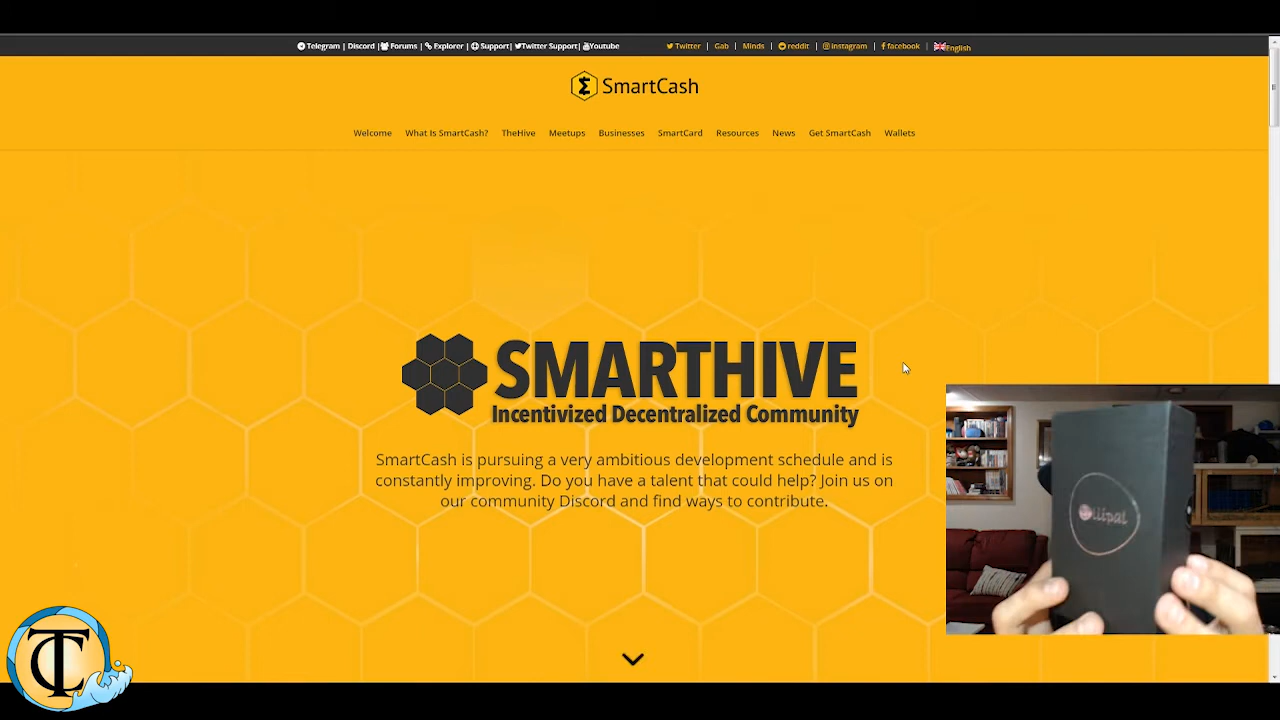 Telegram | Discord | Forums | Explorer | Support | Twitter Support | Youtube
Twitter | Gab | Minds | reddit | instagram | facebook | English
SmartCash
Welcome What Is SmartCash? TheHive Meetups Businesses SmartCard Resources News Get SmartCash Wallets
SMARTHIVE
Incentivized Decentralized Community
SmartCash is pursuing a very ambitious development schedule and is
constantly improving. Do you have a talent that could help? Join us on
our community Discord and find ways to contribute.
TC